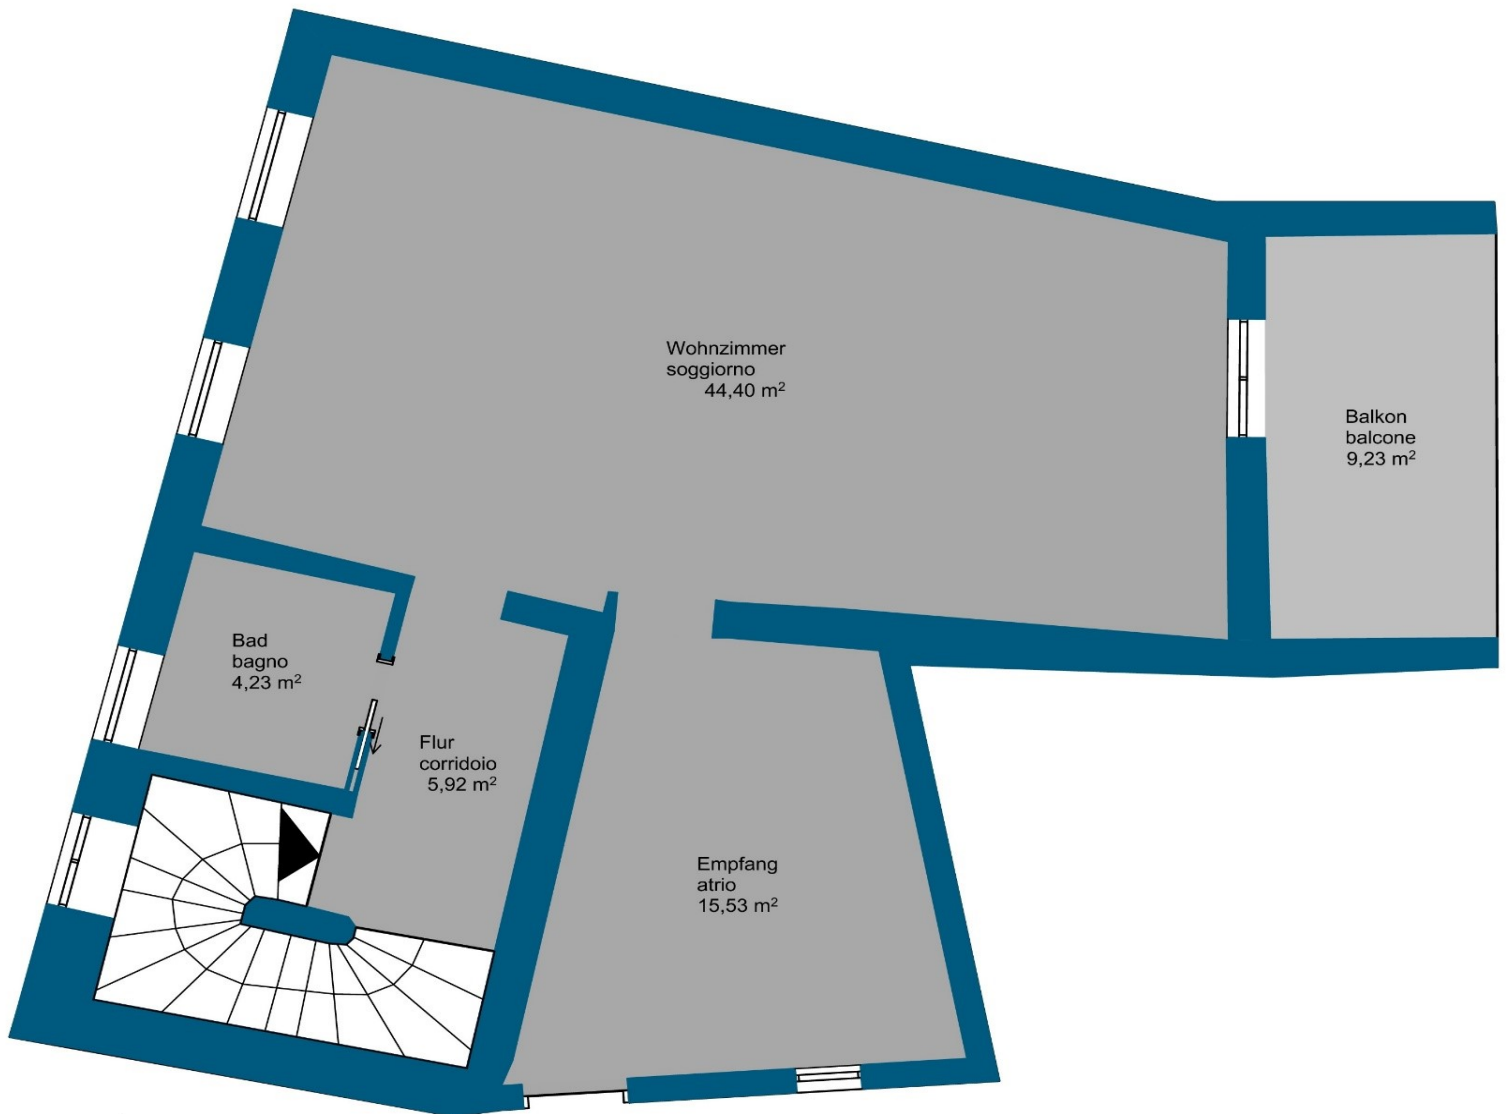 Wohnzimmer
soggiorno
44,40 m²
Balkon
balcone
9,23 m²
Bad
bagno
4,23 m²
Flur
corridoio
5,92 m²
Empfang
atrio
15,53 m²